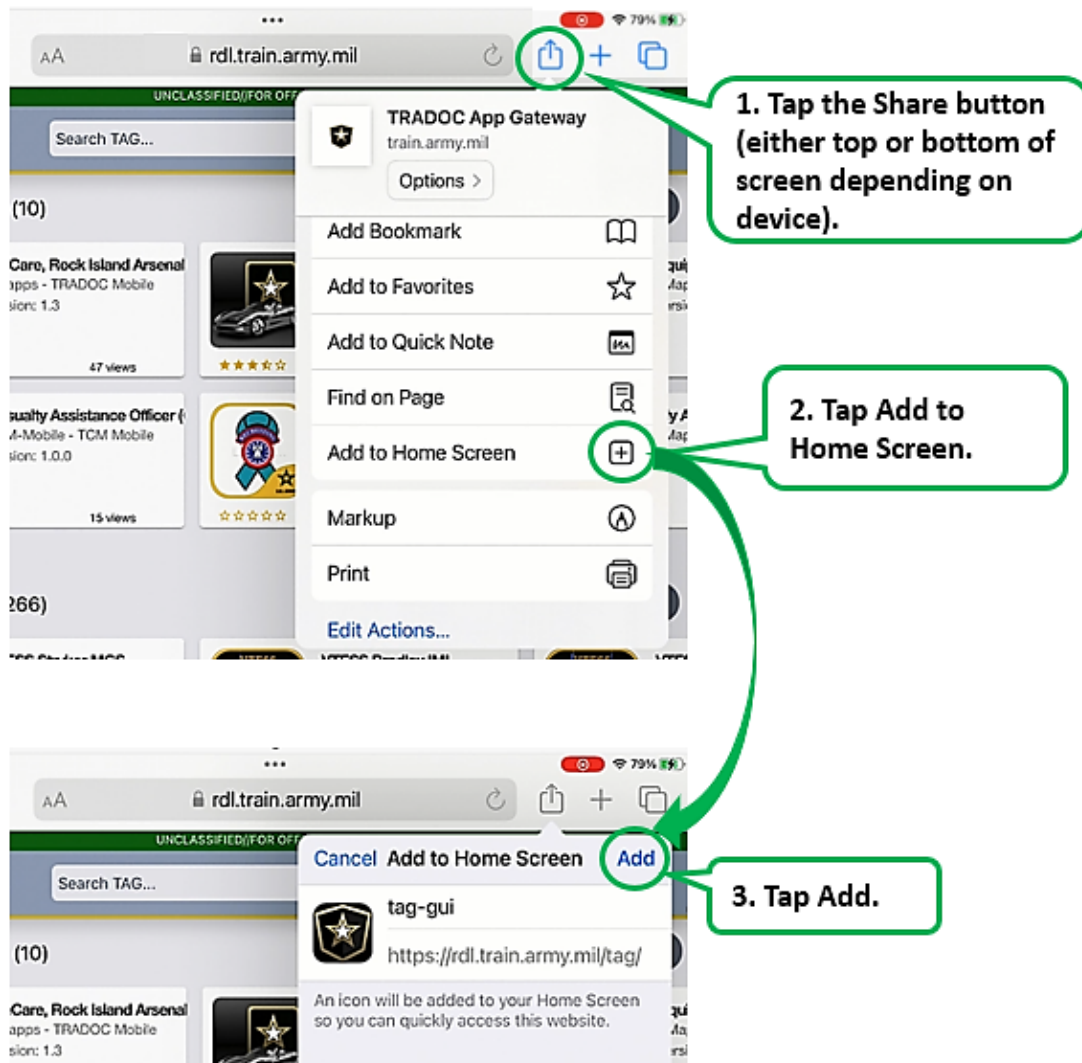 79%
AA
rdl.train.army.mil
UNCLASSIFIED//FOR OFF
Search TAG...
TRADOC App Gateway
train.army.mil
Options >
1. Tap the Share button
(either top or bottom of
screen depending on
device).
(10)
Care, Rock Island Arsenal
apps - TRADOC Mobile
sion: 1.3
47 views
Add Bookmark
Add to Favorites
Add to Quick Note
Find on Page
Add to Home Screen
2. Tap Add to
Home Screen.
sualty Assistance Officer (
M-Mobile - TCM Mobile
sion: 1.0.0
15 views
Markup
Print
Edit Actions...
266)
79%
AA
rdl.train.army.mil
UNCLASSIFIED//FOR OFF
Search TAG...
Cancel Add to Home Screen Add
3. Tap Add.
tag-gui
https://rdl.train.army.mil/tag/
An icon will be added to your Home Screen
so you can quickly access this website.
(10)
Care, Rock Island Arsenal
apps - TRADOC Mobile
sion: 1.3